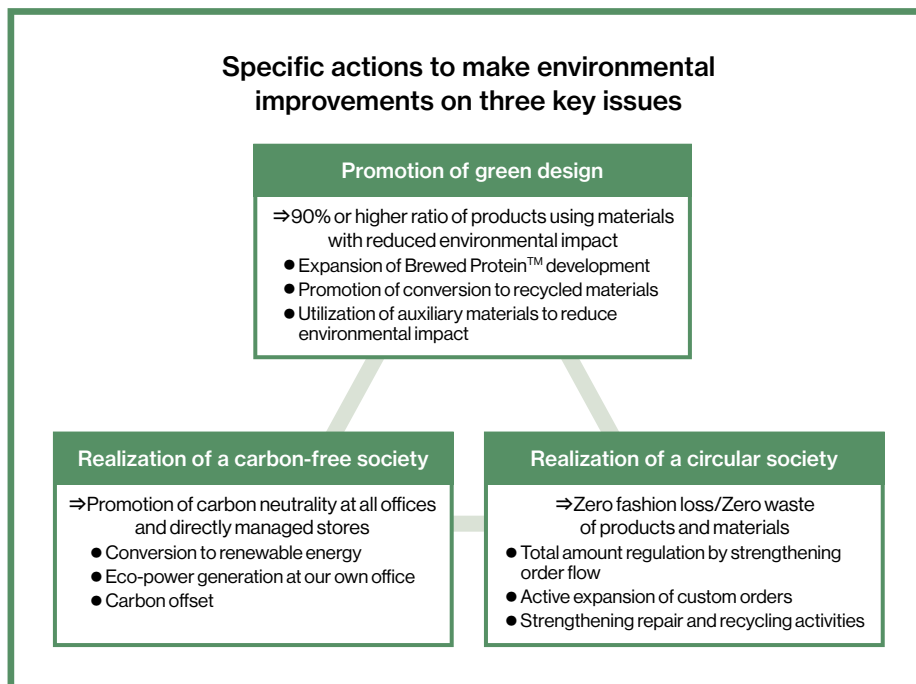 Specific actions to make environmental
improvements on three key issues
Promotion of green design
⇒90% or higher ratio of products using materials
with reduced environmental impact
● Expansion of Brewed Protein™ development
● Promotion of conversion to recycled materials
● Utilization of auxiliary materials to reduce
environmental impact
Realization of a carbon-free society
⇒Promotion of carbon neutrality at all offices
and directly managed stores
● Conversion to renewable energy
● Eco-power generation at our own office
● Carbon offset
Realization of a circular society
⇒Zero fashion loss/Zero waste
of products and materials
● Total amount regulation by strengthening
order flow
● Active expansion of custom orders
● Strengthening repair and recycling activities